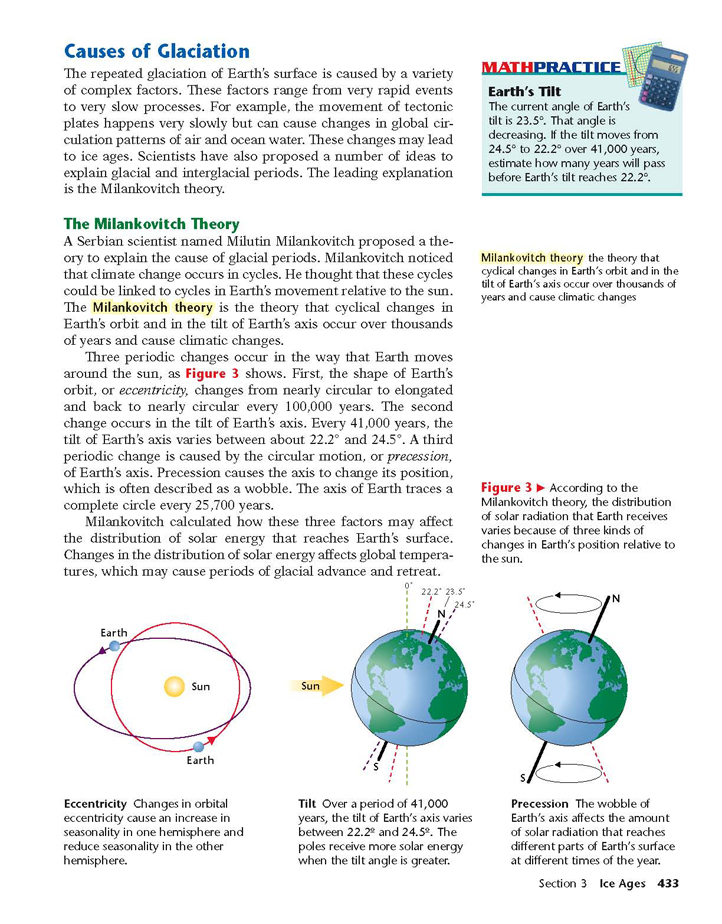 Causes of Glaciation
The repeated glaciation of Earth's surface is caused by a variety
of complex factors. These factors range from very rapid events
to very slow processes. For example, the movement of tectonic
plates happens very slowly but can cause changes in global cir-
culation patterns of air and ocean water. These changes may lead
to ice ages. Scientists have also proposed a number of ideas to
explain glacial and interglacial periods. The leading explanation
is the Milankovitch theory.
The Milankovitch Theory
A Serbian scientist named Milutin Milankovitch proposed a the-
ory to explain the cause of glacial periods. Milankovitch noticed
that climate change occurs in cycles. He thought that these cycles
could be linked to cycles in Earth's movement relative to the sun.
The Milankovitch theory is the theory that cyclical changes in
Earth's orbit and in the tilt of Earth's axis occur over thousands
of years and cause climatic changes.
Three periodic changes occur in the way that Earth moves
around the sun, as Figure 3 shows. First, the shape of Earth's
orbit, or eccentricity, changes from nearly circular to elongated
and back to nearly circular every 100,000 years. The second
change occurs in the tilt of Earth's axis. Every 41,000 years, the
tilt of Earth's axis varies between about 22.2° and 24.5°. A third
periodic change is caused by the circular motion, or precession,
of Earth's axis. Precession causes the axis to change its position,
which is often described as a wobble. The axis of Earth traces a
complete circle every 25,700 years.
Milankovitch calculated how these three factors may affect
the distribution of solar energy that reaches Earth's surface.
Changes in the distribution of solar energy affects global tempera-
tures, which may cause periods of glacial advance and retreat.
MATHPRACTICE
Earth's Tilt
The current angle of Earth's
tilt is 23.5º. That angle is
decreasing. If the tilt moves from
24.5º to 22.2º over 41,000 years,
estimate how many years will pass
before Earth's tilt reaches 22.2º.
Milankovitch theory the theory that
cyclical changes in Earth's orbit and in the
tilt of Earth's axis occur over thousands of
years and cause climatic changes
Figure 3 ▶ According to the
Milankovitch theory, the distribution
of solar radiation that Earth receives
varies because of three kinds of
changes in Earth's position relative to
the sun.
Earth
Sun
Earth
0°
22.2° 23.5°
24.5°
N
Sun
S
N
S
Eccentricity Changes in orbital
eccentricity cause an increase in
seasonality in one hemisphere and
reduce seasonality in the other
hemisphere.
Tilt Over a period of 41,000
years, the tilt of Earth's axis varies
between 22.2º and 24.5º. The
poles receive more solar energy
when the tilt angle is greater.
Precession The wobble of
Earth's axis affects the amount
of solar radiation that reaches
different parts of Earth's surface
at different times of the year.
Section 3 Ice Ages 433